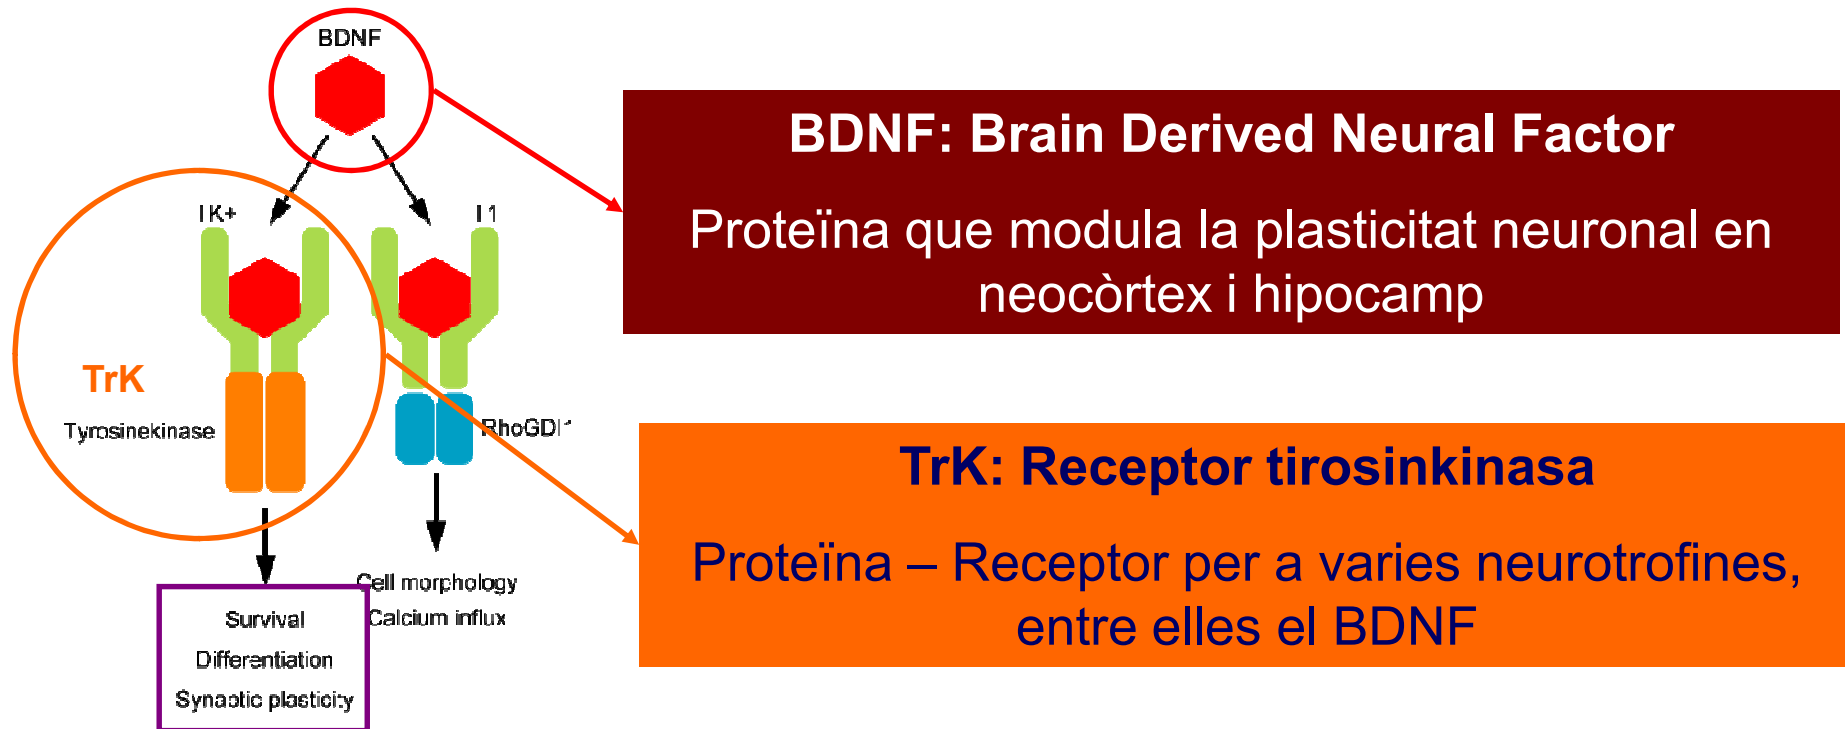 BDNF
TK+
T1
TrK
Tyrosinekinase
RhoGDI1
Cell morphology
Calcium influx
Survival
Differentiation
Synaptic plasticity
BDNF: Brain Derived Neural Factor
Proteïna que modula la plasticitat neuronal en
neocòrtex i hipocamp
TrK: Receptor tirosinkinasa
Proteïna – Receptor per a varies neurotrofines,
entre elles el BDNF